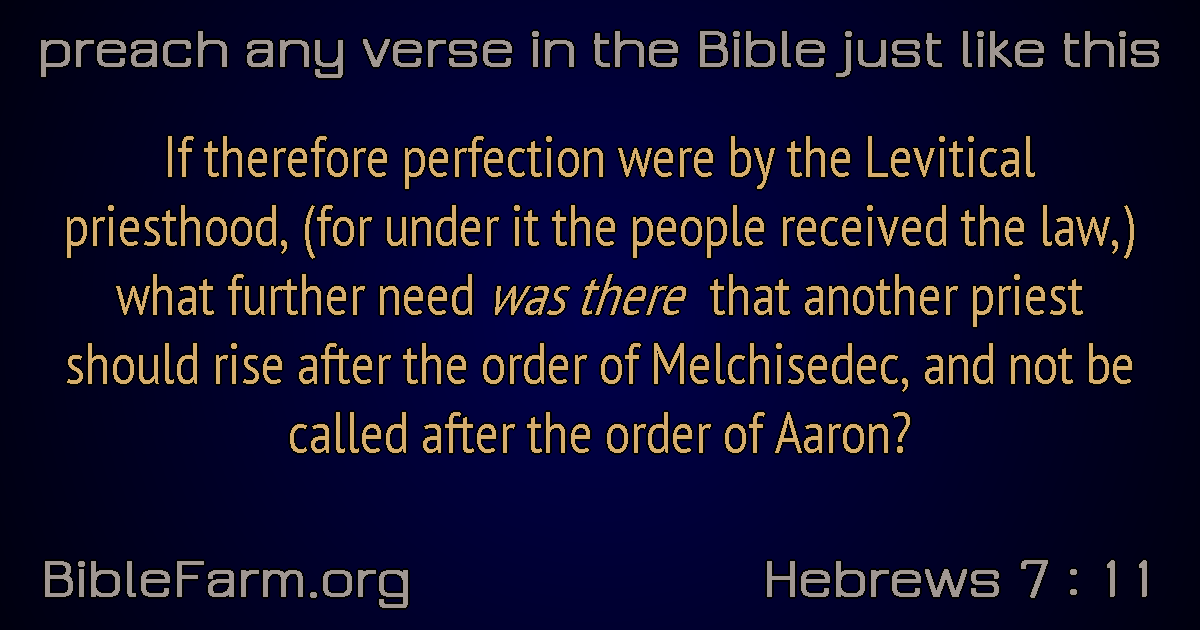 preach any verse in the Bible just like this
If therefore perfection were by the Levitical
priesthood, (for under it the people received the law,)
what further need was there that another priest
should rise after the order of Melchisedec, and not be
called after the order of Aaron?
BibleFarm.org
Hebrews 7 : 11